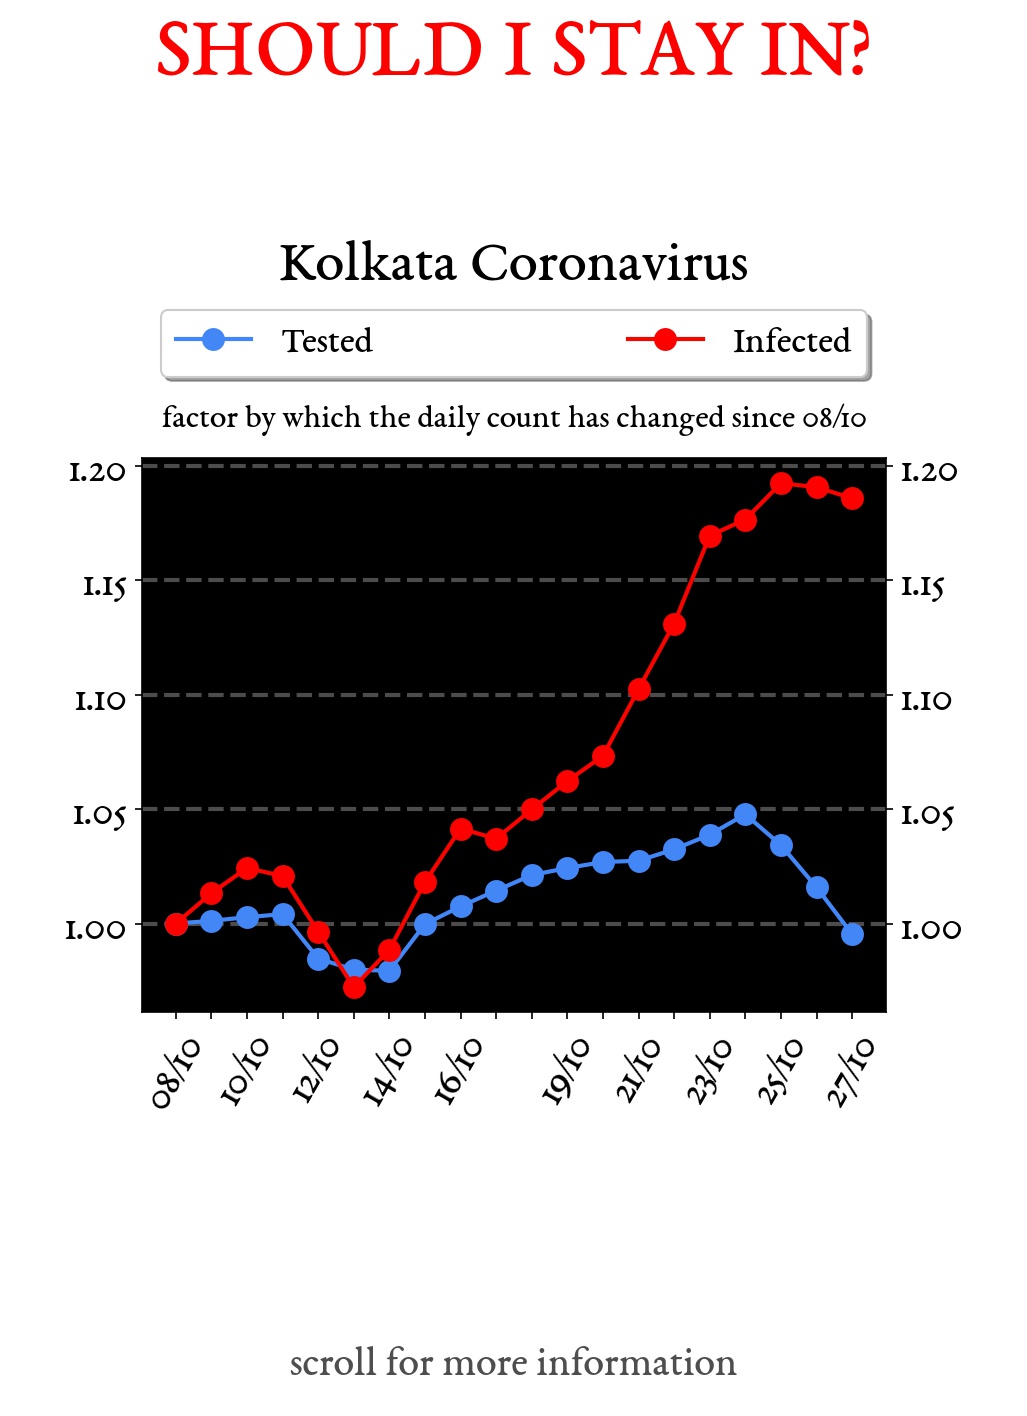 SHOULD I STAY IN?
Kolkata Coronavirus
Tested Infected
factor by which the daily count has changed since 08/10
1.20 1.20
1.15 1.15
1.10 1.10
1.05 1.05
1.00 1.00
08/10 10/10 12/10 14/10 16/10 19/10 21/10 23/10 25/10 27/10
scroll for more information